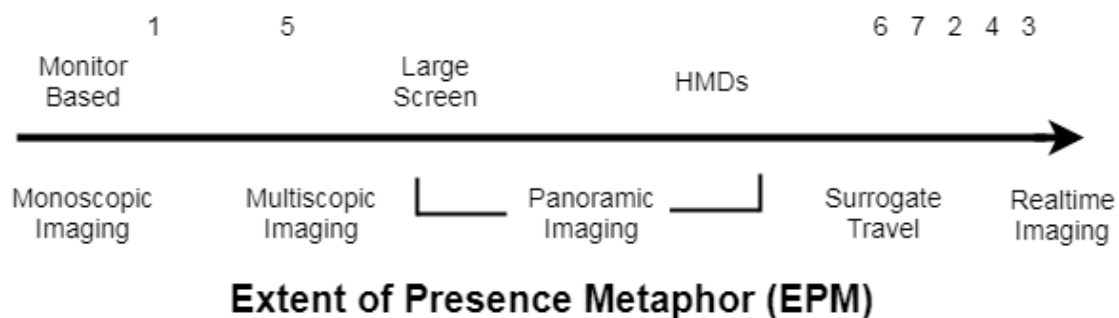 1 5 6 7 2 4 3
Monitor Large HMDs
Based Screen
Monoscopic Multiscopic Panoramic Surrogate Realtime
Imaging Imaging Imaging Travel Imaging
Extent of Presence Metaphor (EPM)